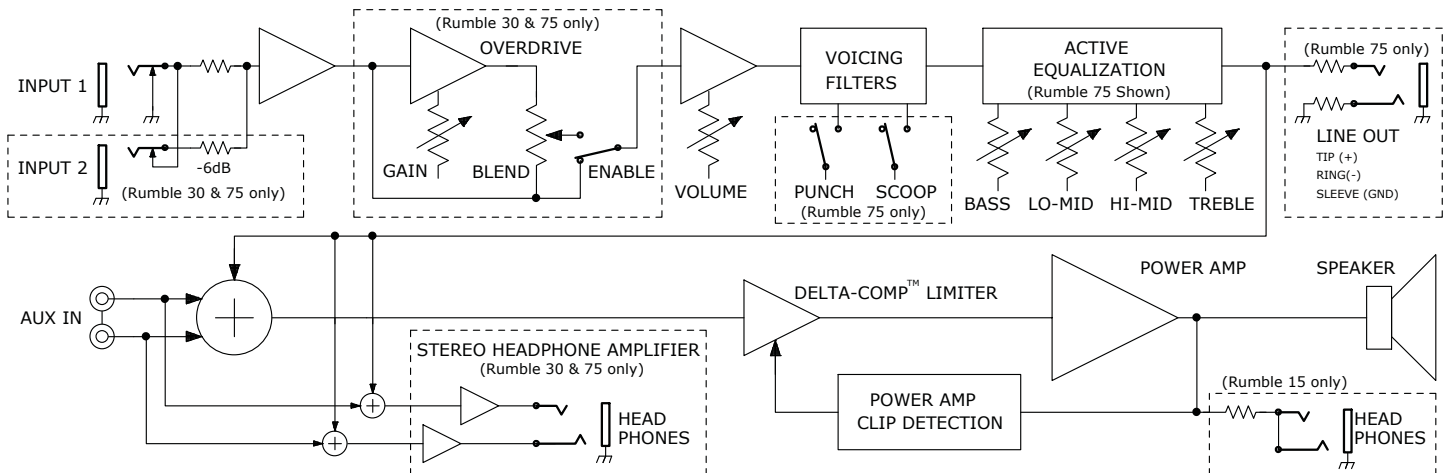 (Rumble 30 & 75 only)
OVERDRIVE
INPUT 1
INPUT 2
-6dB
(Rumble 30 & 75 only)
GAIN
BLEND
ENABLE
VOLUME
VOICING
FILTERS
PUNCH
SCOOP
(Rumble 75 only)
ACTIVE
EQUALIZATION
(Rumble 75 Shown)
BASS
LO-MID
HI-MID
TREBLE
(Rumble 75 only)
LINE OUT
TIP (+)
RING(-)
SLEEVE (GND)
AUX IN
STEREO HEADPHONE AMPLIFIER
(Rumble 30 & 75 only)
HEAD
PHONES
DELTA-COMP™ LIMITER
POWER AMP
SPEAKER
POWER AMP
CLIP DETECTION
(Rumble 15 only)
HEAD
PHONES